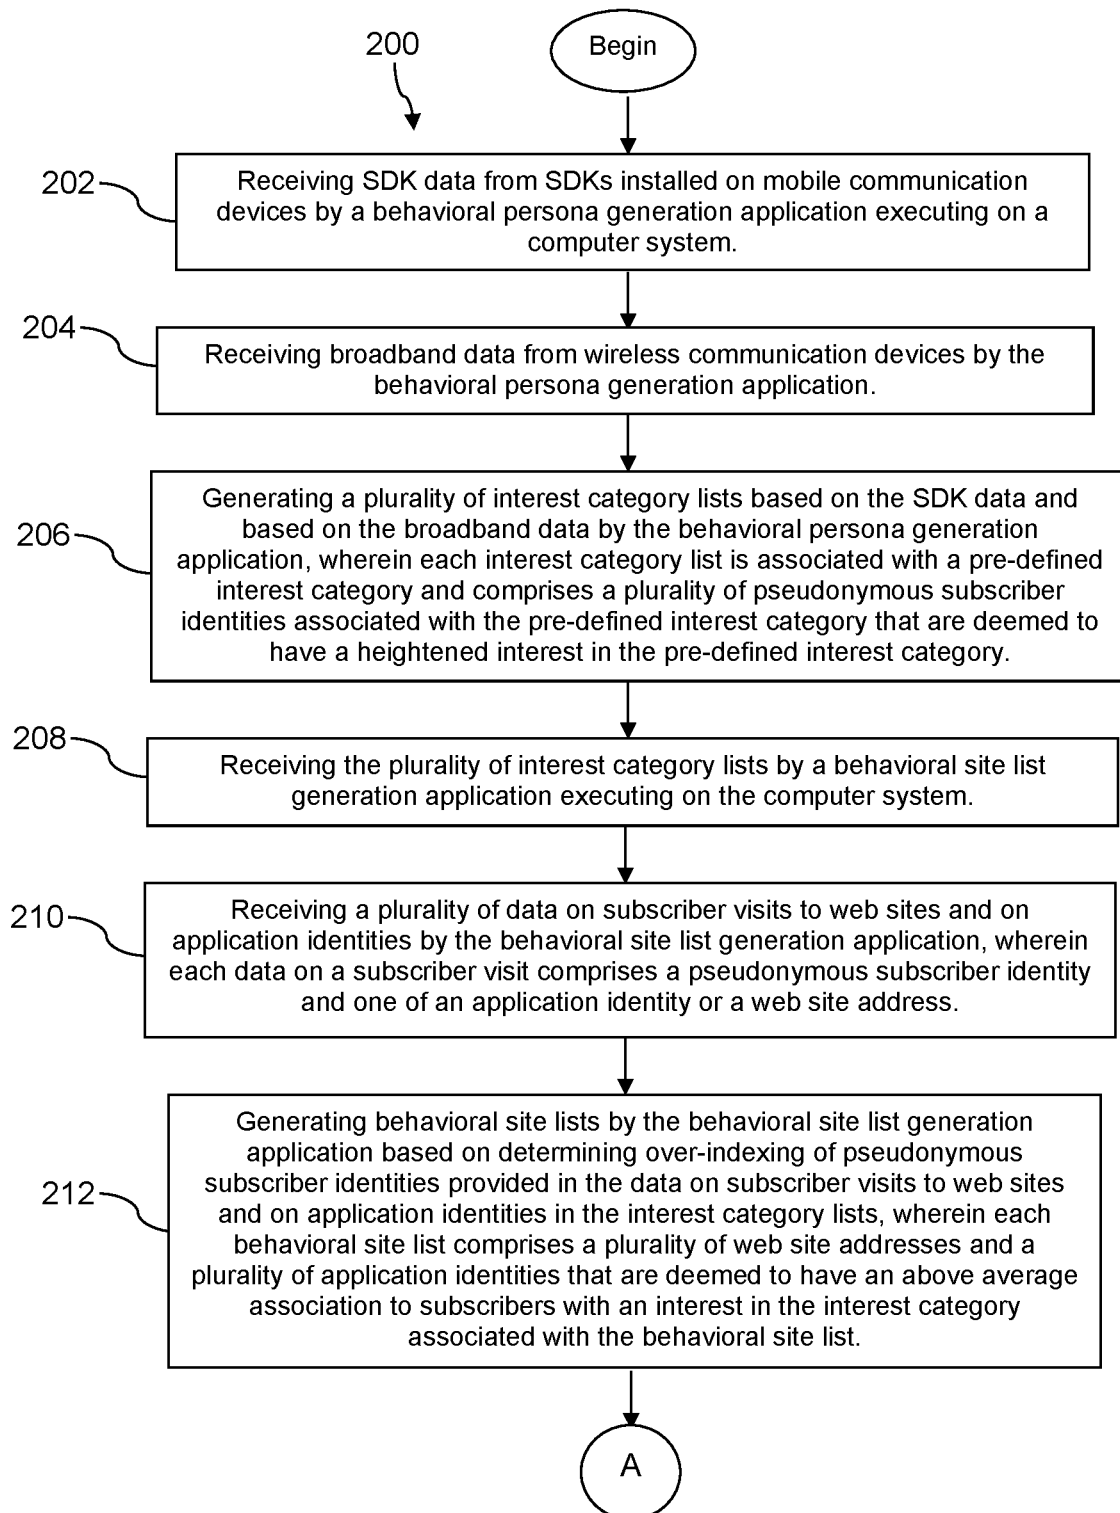 200
Begin
202
Receiving SDK data from SDKs installed on mobile communication
devices by a behavioral persona generation application executing on a
computer system.
204
Receiving broadband data from wireless communication devices by the
behavioral persona generation application.
206
Generating a plurality of interest category lists based on the SDK data and
based on the broadband data by the behavioral persona generation
application, wherein each interest category list is associated with a pre-defined
interest category and comprises a plurality of pseudonymous subscriber
identities associated with the pre-defined interest category that are deemed to
have a heightened interest in the pre-defined interest category.
208
Receiving the plurality of interest category lists by a behavioral site list
generation application executing on the computer system.
210
Receiving a plurality of data on subscriber visits to web sites and on
application identities by the behavioral site list generation application, wherein
each data on a subscriber visit comprises a pseudonymous subscriber identity
and one of an application identity or a web site address.
212
Generating behavioral site lists by the behavioral site list generation
application based on determining over-indexing of pseudonymous
subscriber identities provided in the data on subscriber visits to web sites
and on application identities in the interest category lists, wherein each
behavioral site list comprises a plurality of web site addresses and a
plurality of application identities that are deemed to have an above average
association to subscribers with an interest in the interest category
associated with the behavioral site list.
A